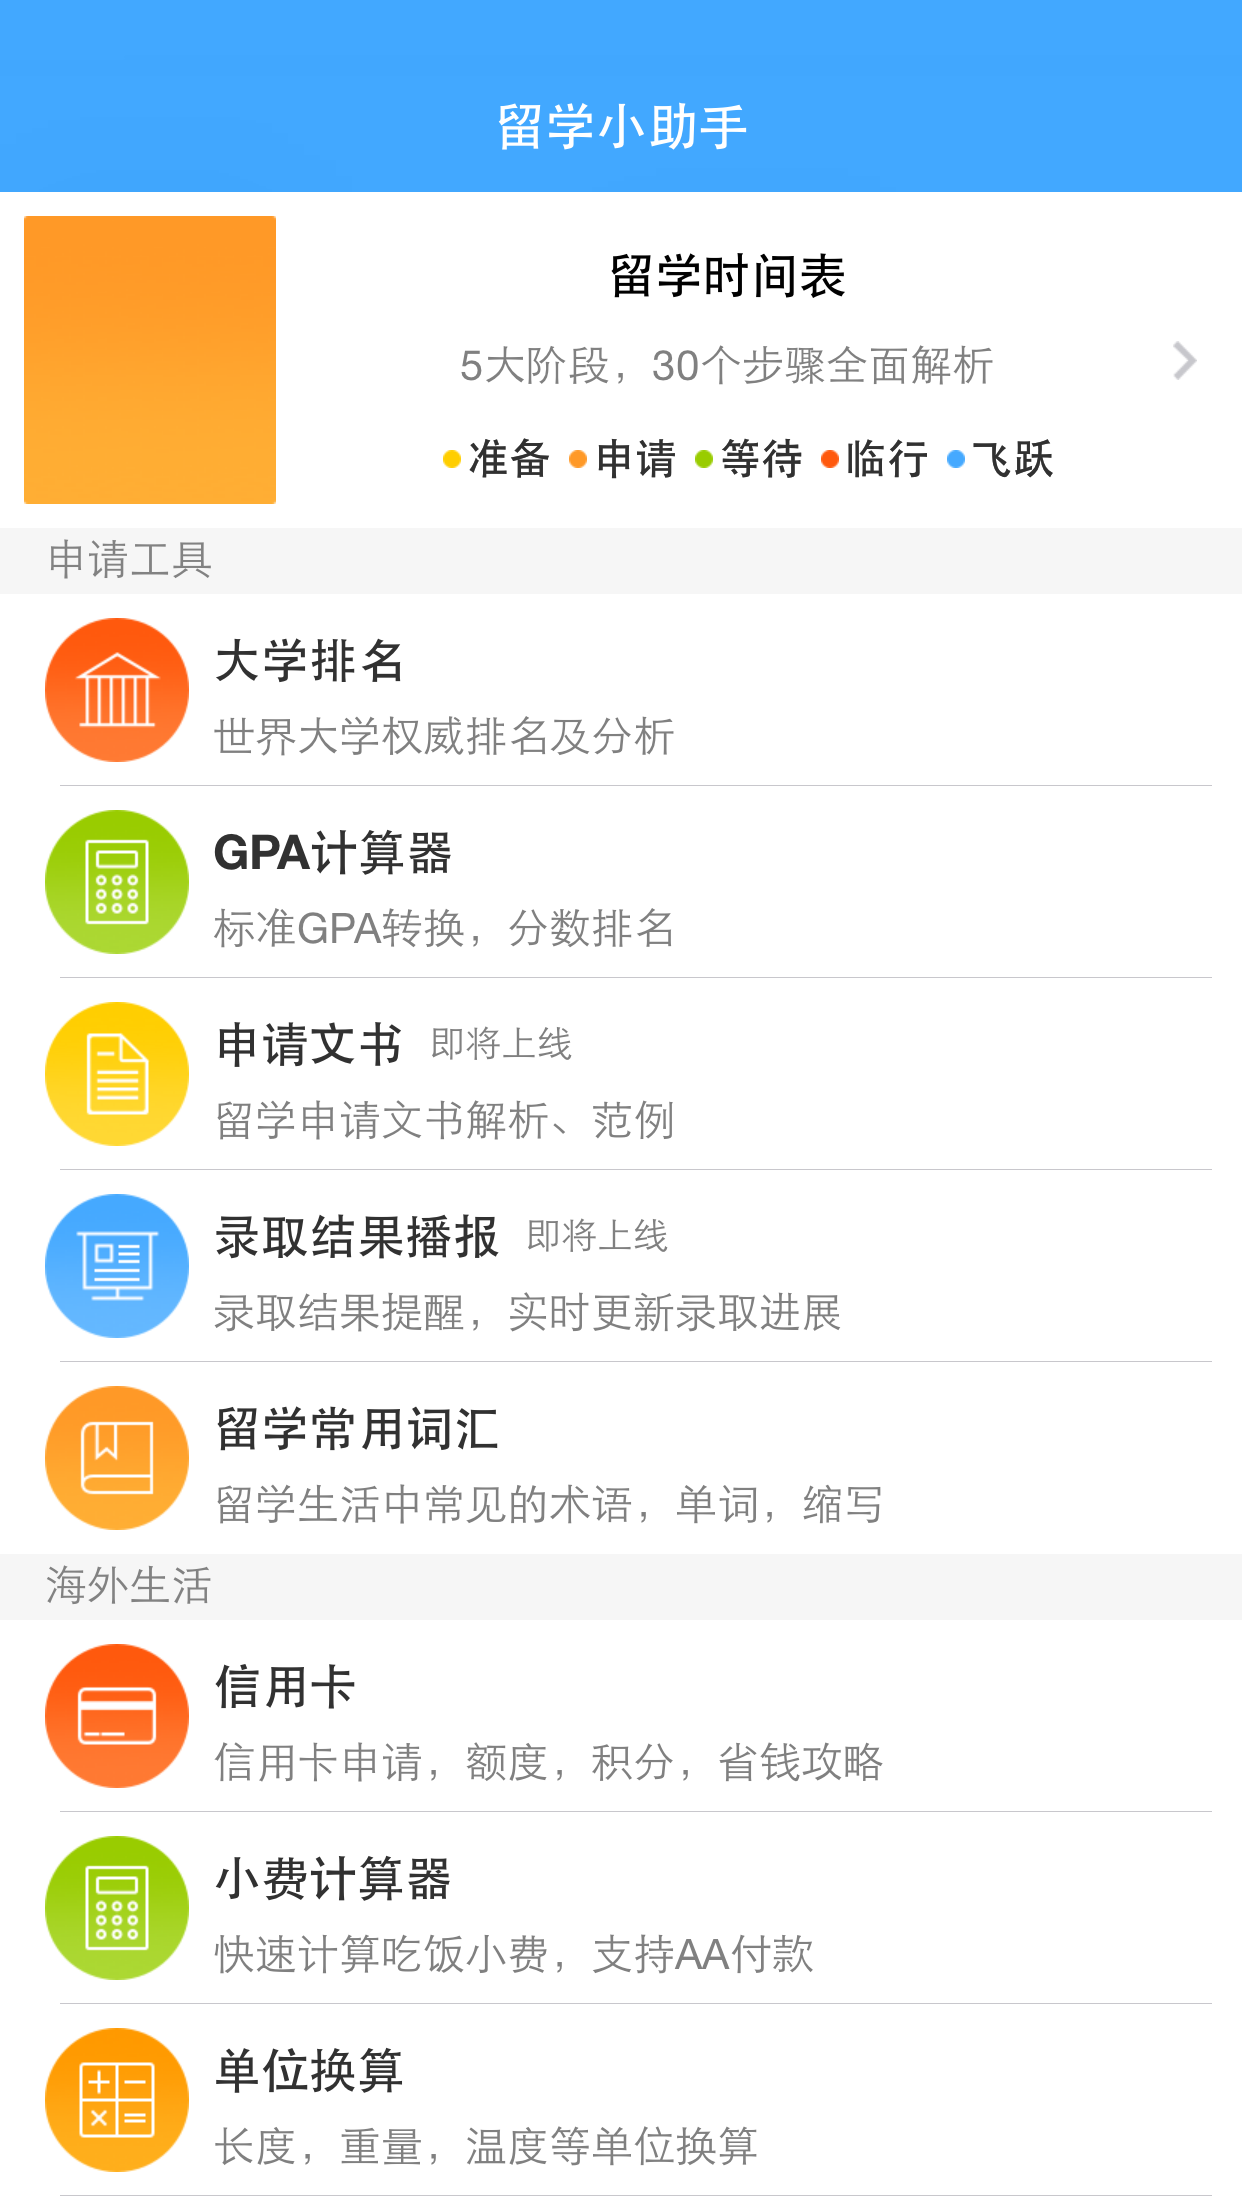 留学小助手
留学时间表
5大阶段，30个步骤全面解析
准备 申请 等待 临行 飞跃
申请工具
大学排名
世界大学权威排名及分析
GPA计算器
标准GPA转换，分数排名
申请文书 即将上线
留学申请文书解析、范例
录取结果播报 即将上线
录取结果提醒，实时更新录取进展
留学常用词汇
留学生活中常见的术语，单词，缩写
海外生活
信用卡
信用卡申请，额度，积分，省钱攻略
小费计算器
快速计算吃饭小费，支持AA付款
单位换算
长度，重量，温度等单位换算